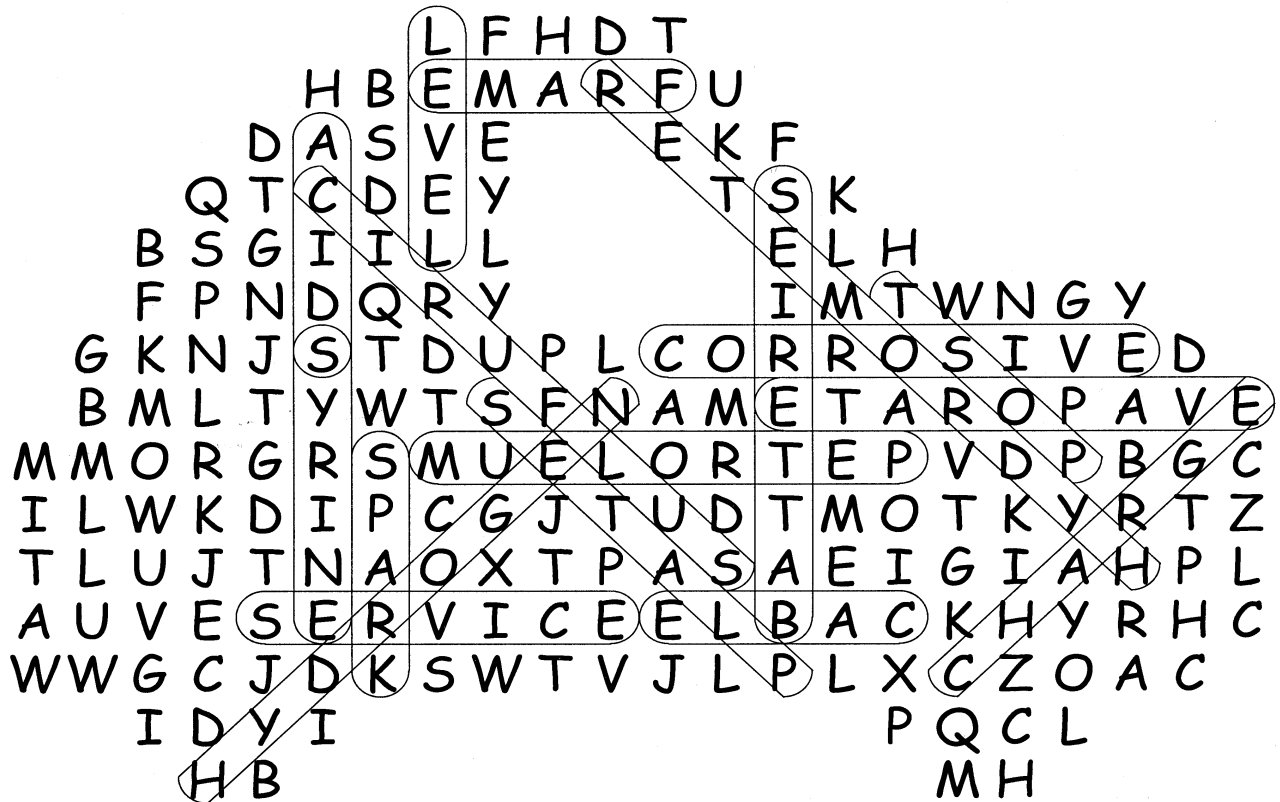 L F H D T
H B E M A R F U
D A S V E E K F
Q T C D E Y T S K
B S G I I L L E L H
F P N D Q R Y I M T W N G Y
G K N J S T D U P L C O R R O S I V E D
B M L T Y W T S F N A M E T A R O P A V E
M M O R G R S M U E L O R T E P V D P B G C
I L W K D I P C G J T U D T M O T K Y R T Z
T L U J T N A O X T P A S A E I G I A H P L
A U V E S E R V I C E E L B A C K H Y R H C
W W G C J D K S W T V J L P L X C Z O A C
I D Y I P Q C L
H B M H